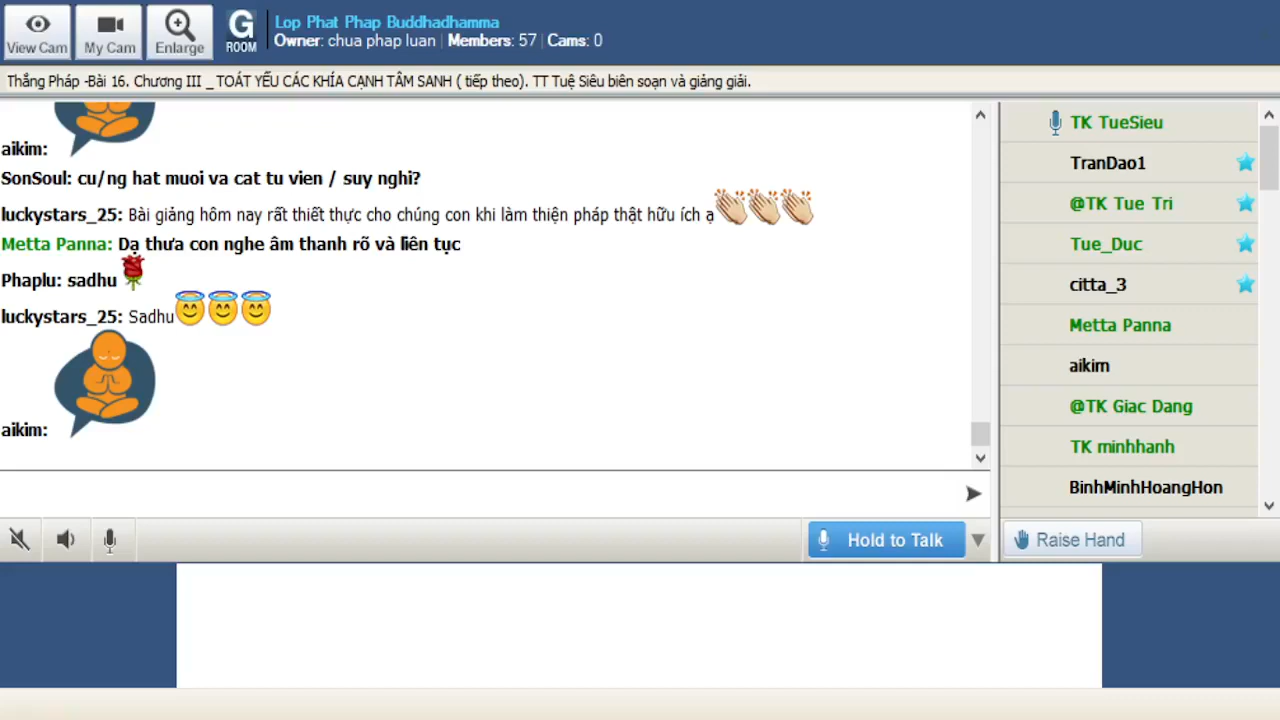 View Cam
My Cam
Enlarge
G
ROOM
Lop Phat Phap Buddhadhamma
Owner: chua phap luan | Members: 57 | Cams: 0
Thắng Pháp -Bài 16. Chương III _ TOÁT YẾU CÁC KHÍA CẠNH TÂM SANH ( tiếp theo). TT Tuệ Siêu biên soạn và giảng giải.
aikim:
SonSoul: cu/ng hat muoi va cat tu vien / suy nghi?
luckystars_25: Bài giảng hôm nay rất thiết thực cho chúng con khi làm thiện pháp thật hữu ích ạ
Metta Panna: Dạ thưa con nghe âm thanh rõ và liên tục
Phaplu: sadhu
luckystars_25: Sadhu
aikim:
TK TueSieu
TranDao1
@TK Tue Tri
Tue_Duc
citta_3
Metta Panna
aikim
@TK Giac Dang
TK minhhanh
BinhMinhHoangHon
Hold to Talk
Raise Hand